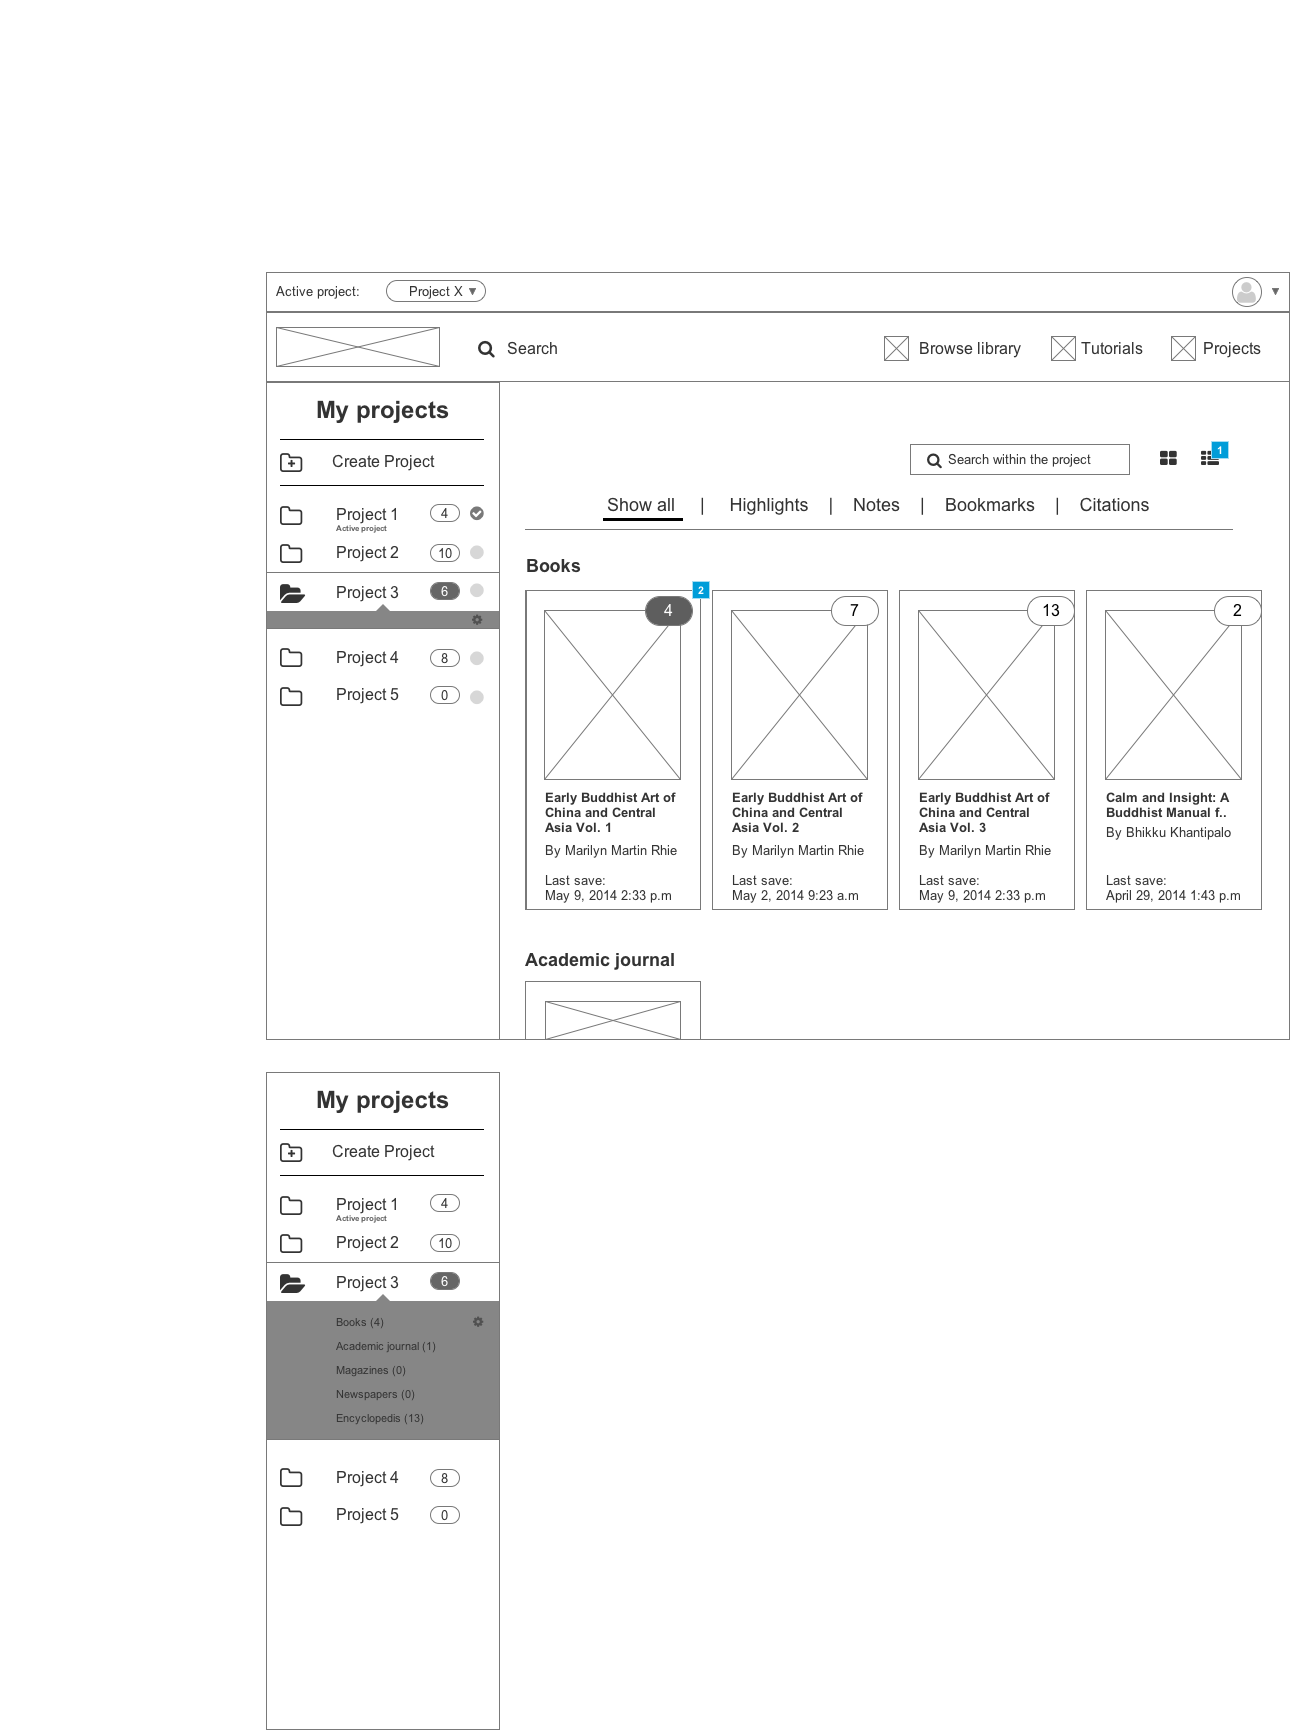 Active project:
Project X
Search
Browse library
Tutorials
Projects
My projects
Create Project
Project 1
4
Active project
Project 2
10
Project 3
6
Project 4
8
Project 5
0
Search within the project
1
Show all | Highlights | Notes | Bookmarks | Citations
Books
2
4
Early Buddhist Art of
China and Central
Asia Vol. 1
By Marilyn Martin Rhie
Last save:
May 9, 2014 2:33 p.m
7
Early Buddhist Art of
China and Central
Asia Vol. 2
By Marilyn Martin Rhie
Last save:
May 2, 2014 9:23 a.m
13
Early Buddhist Art of
China and Central
Asia Vol. 3
By Marilyn Martin Rhie
Last save:
May 9, 2014 2:33 p.m
2
Calm and Insight: A
Buddhist Manual f..
By Bhikku Khantipalo
Last save:
April 29, 2014 1:43 p.m
Academic journal
My projects
Create Project
Project 1
4
Active project
Project 2
10
Project 3
6
Books (4)
Academic journal (1)
Magazines (0)
Newspapers (0)
Encyclopedis (13)
Project 4
8
Project 5
0